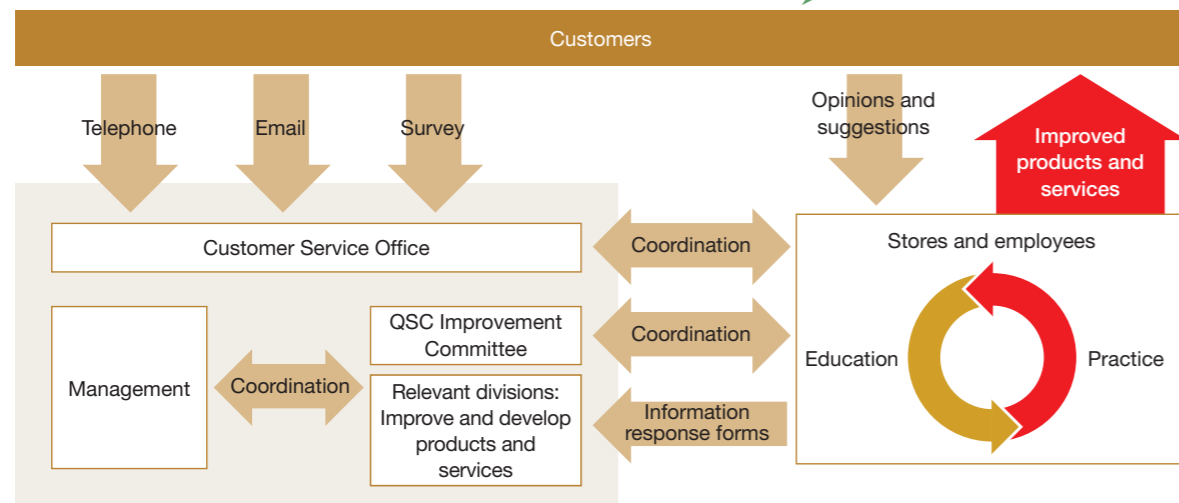 Customers
Telephone
Email
Survey
Opinions and
suggestions
Improved
products and
services
Customer Service Office
Coordination
Stores and employees
QSC Improvement
Committee
Coordination
Management
Coordination
Relevant divisions:
Improve and develop
products and
services
Information
response forms
Education
Practice